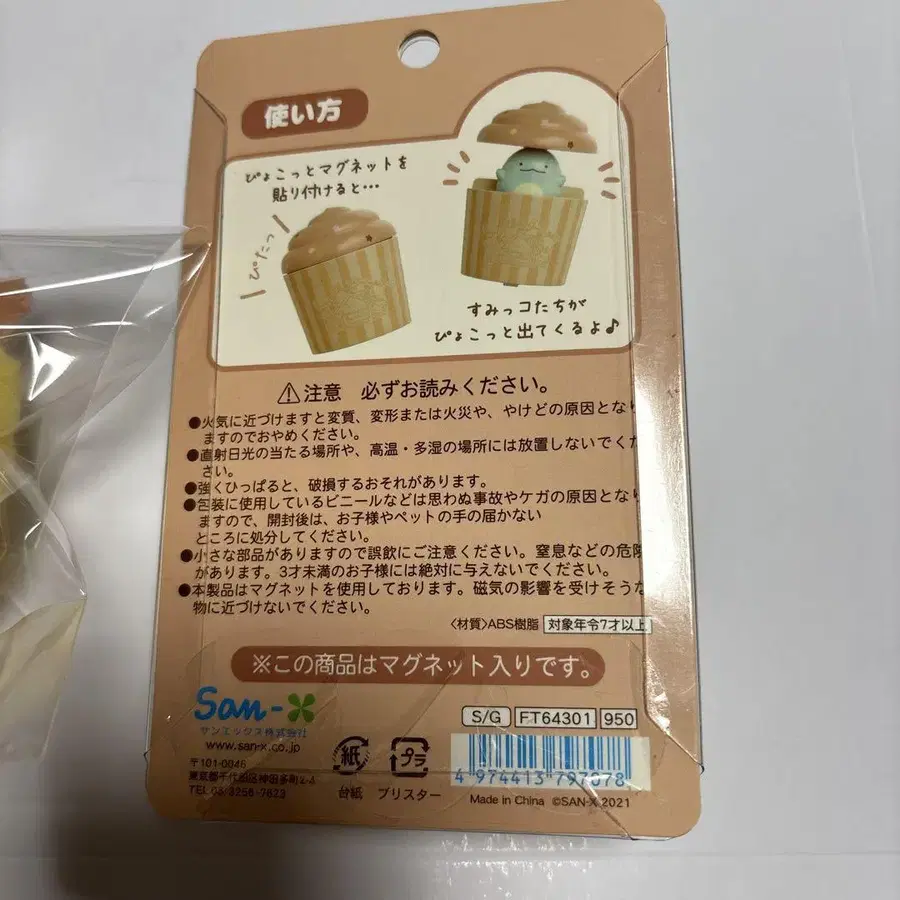 使い方
ぴょこっとマグネットを
貼り付けると…
ぴたっ
すみっコたちが
ぴょこっと出てくるよ♪
⚠注意 必ずお読みください。
●火気に近づけますと変質、変形または火災や、やけどの原因となり
ますのでおやめください。
●直射日光の当たる場所や、高温・多湿の場所には放置しないでくだ
さい。
●強くひっぱると、破損するおそれがあります。
●包装に使用しているビニールなどは思わぬ事故やケガの原因となり
ますので、開封後は、お子様やペットの手の届かない
ところに処分してください。
●小さな部品がありますので誤飲にご注意ください。窒息などの危険
があります。3才未満のお子様には絶対に与えないでください。
●本製品はマグネットを使用しております。磁気の影響を受けそうな
物に近づけないでください。
〈材質〉ABS樹脂 対象年令7才以上
※この商品はマグネット入りです。
San-X
サンエックス株式会社
www.san-x.co.jp
〒101-0046
東京都千代田区神田多町2-4
TEL 03-3256-7623
紙
台紙
プラ
ブリスター
S/G FT64301 950
4 974413 797078
Made in China ©SAN-X 2021